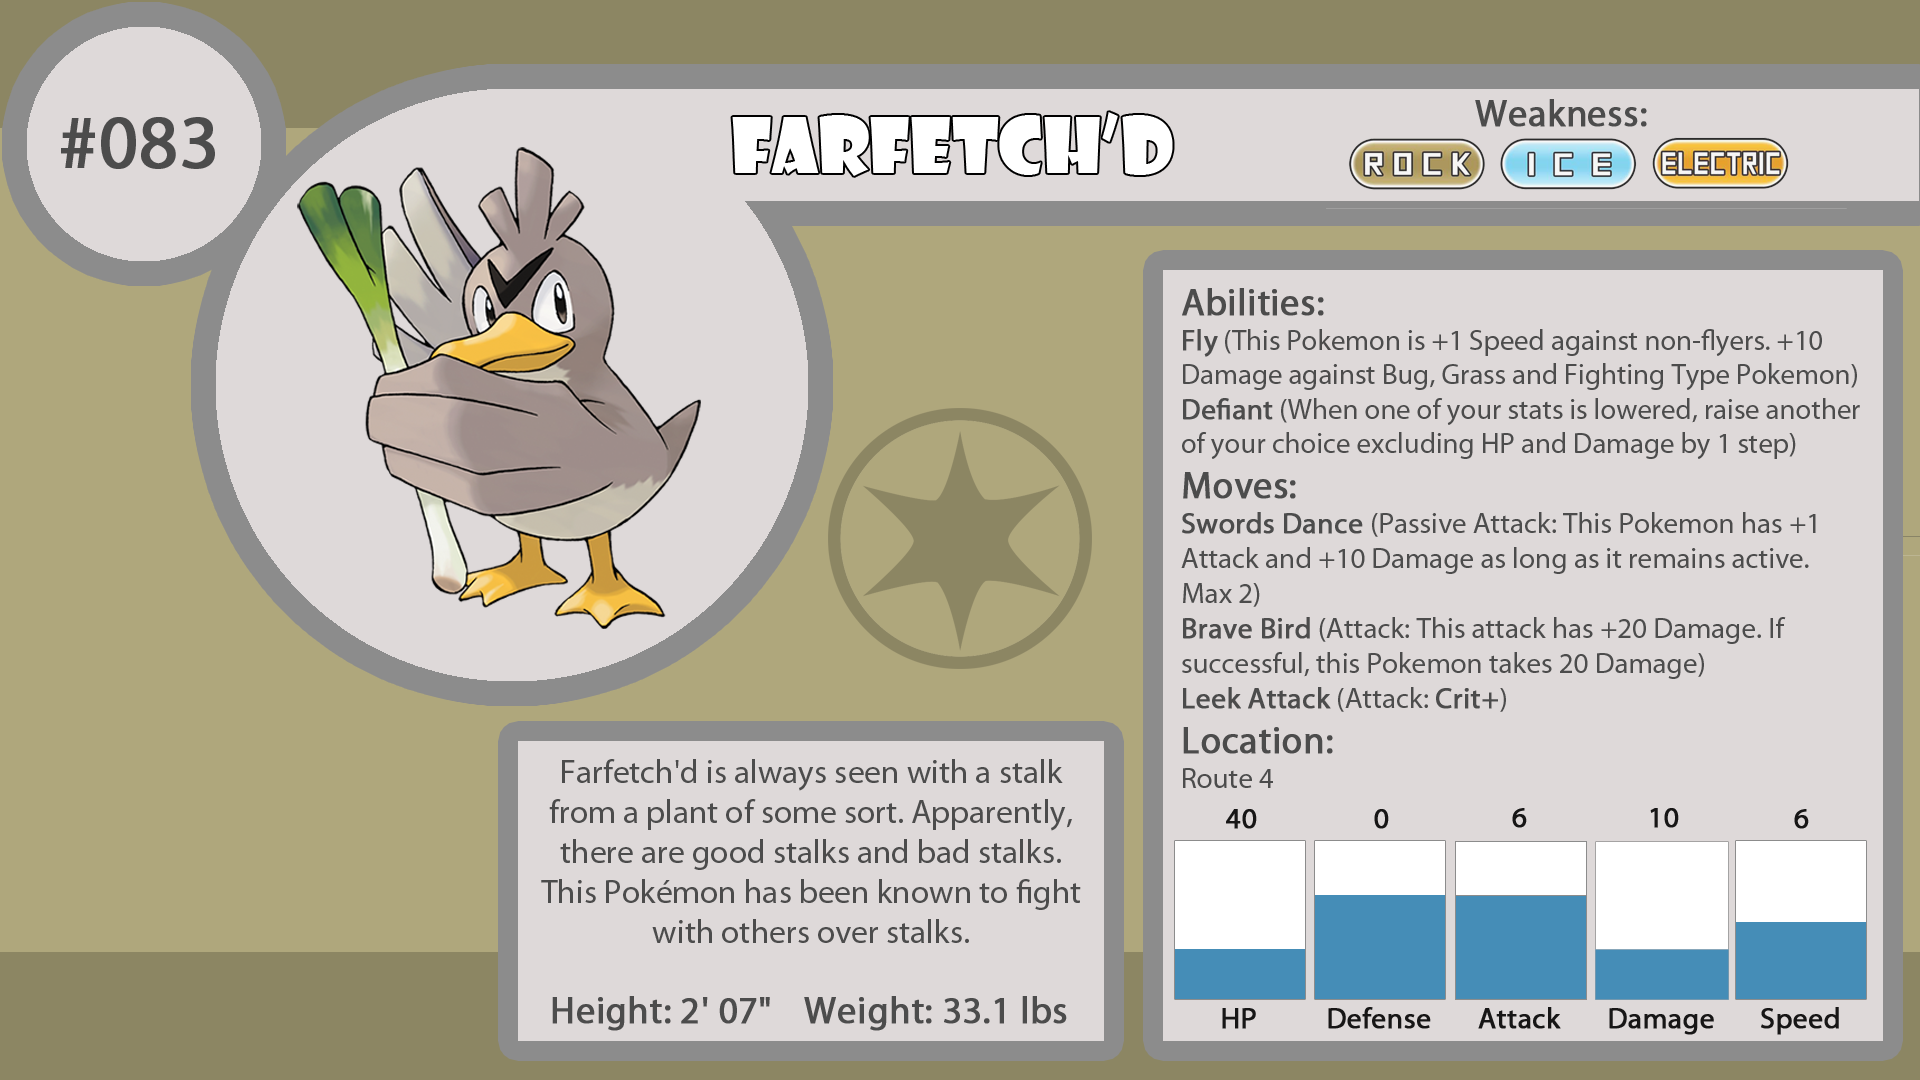 #083
FARFETCH'D
Weakness:
ROCK ICE ELECTRIC
Abilities:
Fly (This Pokemon is +1 Speed against non-flyers. +10
Damage against Bug, Grass and Fighting Type Pokemon)
Defiant (When one of your stats is lowered, raise another
of your choice excluding HP and Damage by 1 step)
Moves:
Swords Dance (Passive Attack: This Pokemon has +1
Attack and +10 Damage as long as it remains active.
Max 2)
Brave Bird (Attack: This attack has +20 Damage. If
successful, this Pokemon takes 20 Damage)
Leek Attack (Attack: Crit+)
Location:
Route 4
40 0 6 10 6
HP Defense Attack Damage Speed
Farfetch'd is always seen with a stalk
from a plant of some sort. Apparently,
there are good stalks and bad stalks.
This Pokémon has been known to fight
with others over stalks.
Height: 2' 07" Weight: 33.1 lbs